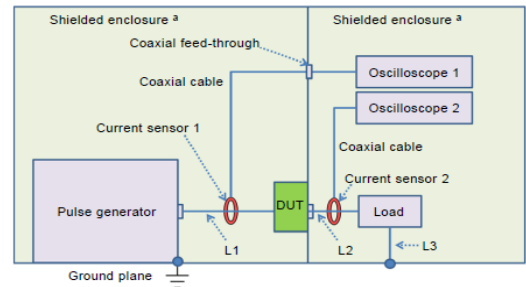 Shielded enclosure a
Shielded enclosure a
Coaxial feed-through
Oscilloscope 1
Coaxial cable
Oscilloscope 2
Current sensor 1
Coaxial cable
Current sensor 2
DUT
Pulse generator
Load
L1
L2
L3
Ground plane